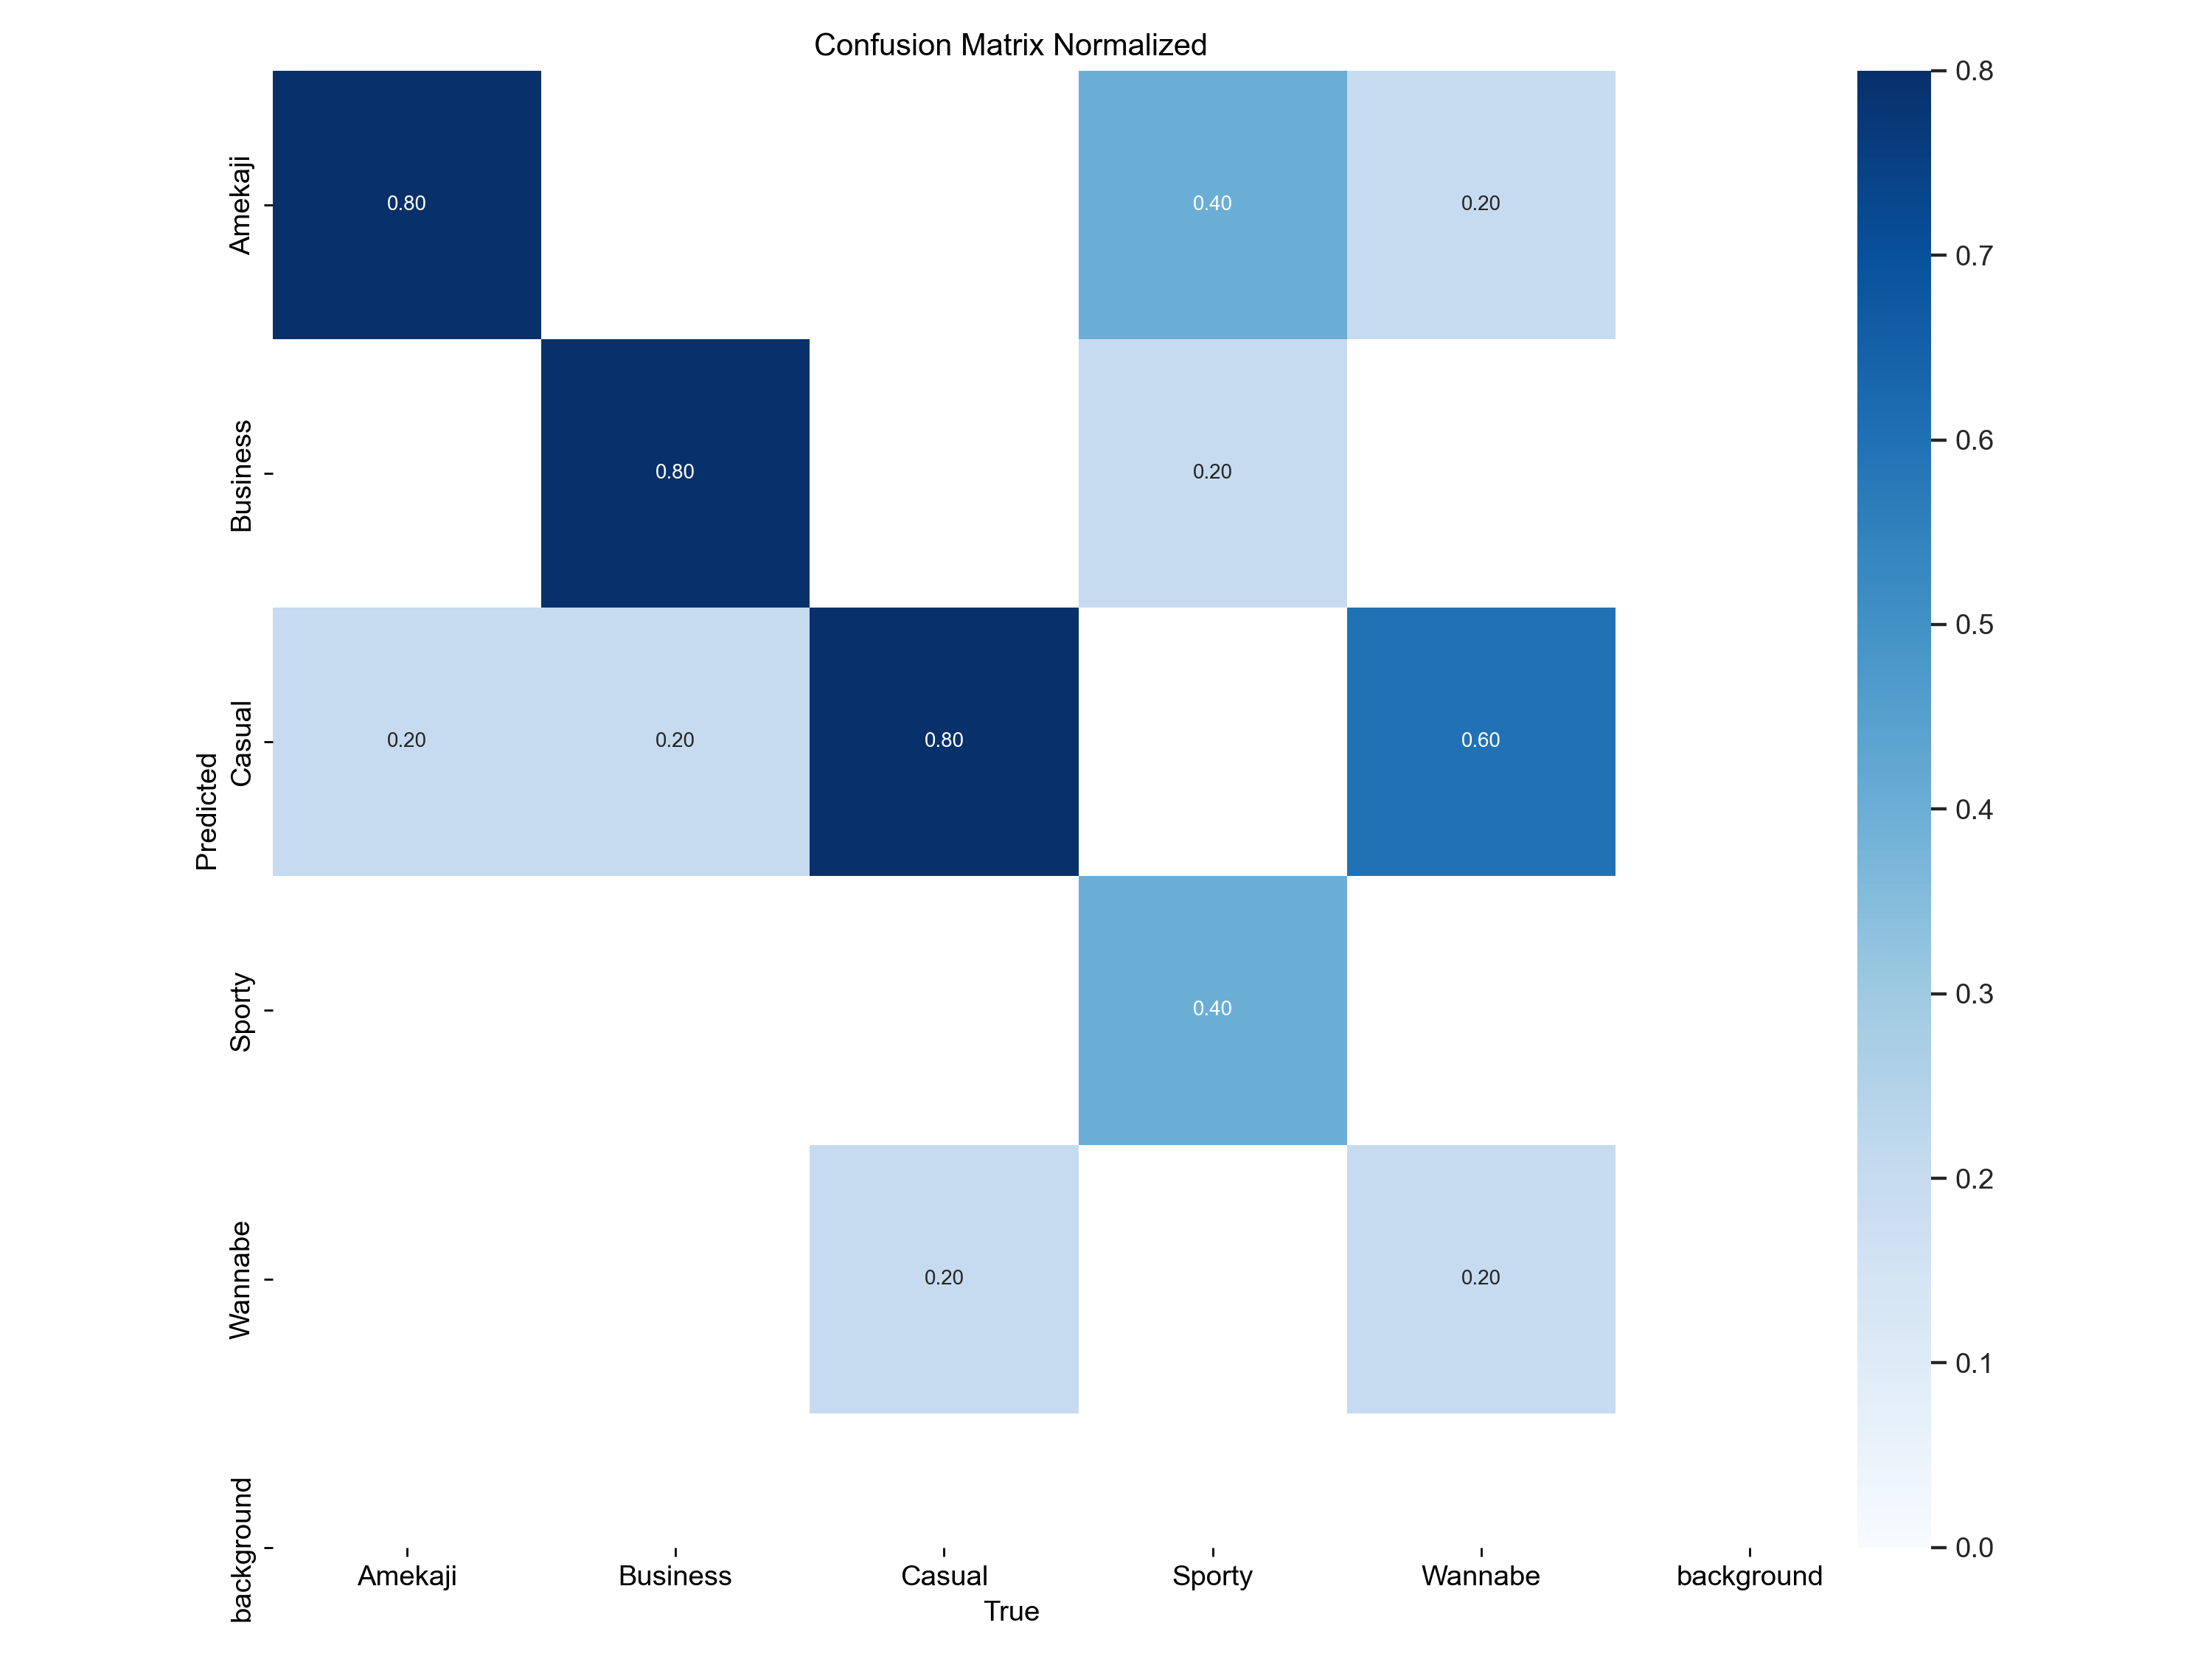 Confusion Matrix Normalized
Amekaji
0.80
0.40
0.20
Business
0.80
0.20
Casual
0.20
0.20
0.80
0.60
Sporty
0.40
Wannabe
0.20
0.20
background
Predicted
Amekaji
Business
Casual
Sporty
Wannabe
background
True
0.8
0.7
0.6
0.5
0.4
0.3
0.2
0.1
0.0